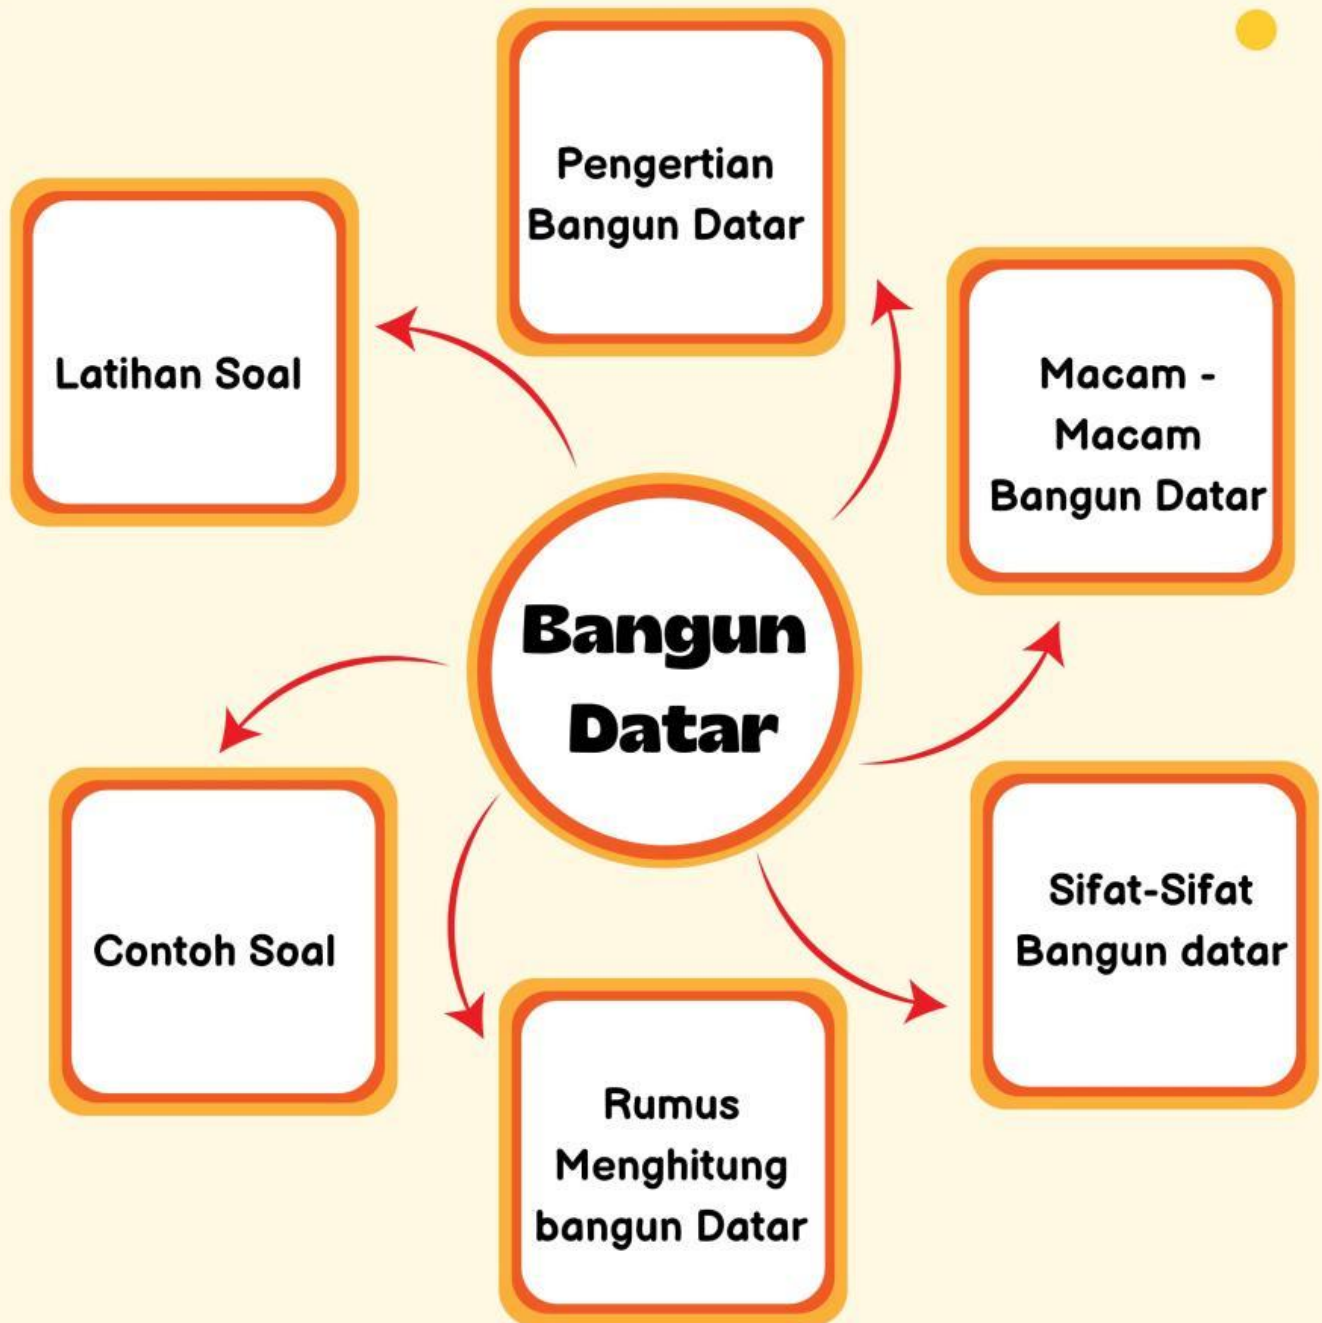 Pengertian
Bangun Datar
Latihan Soal
Macam -
Macam
Bangun Datar
Bangun
Datar
Contoh Soal
Sifat-Sifat
Bangun datar
Rumus
Menghitung
bangun Datar